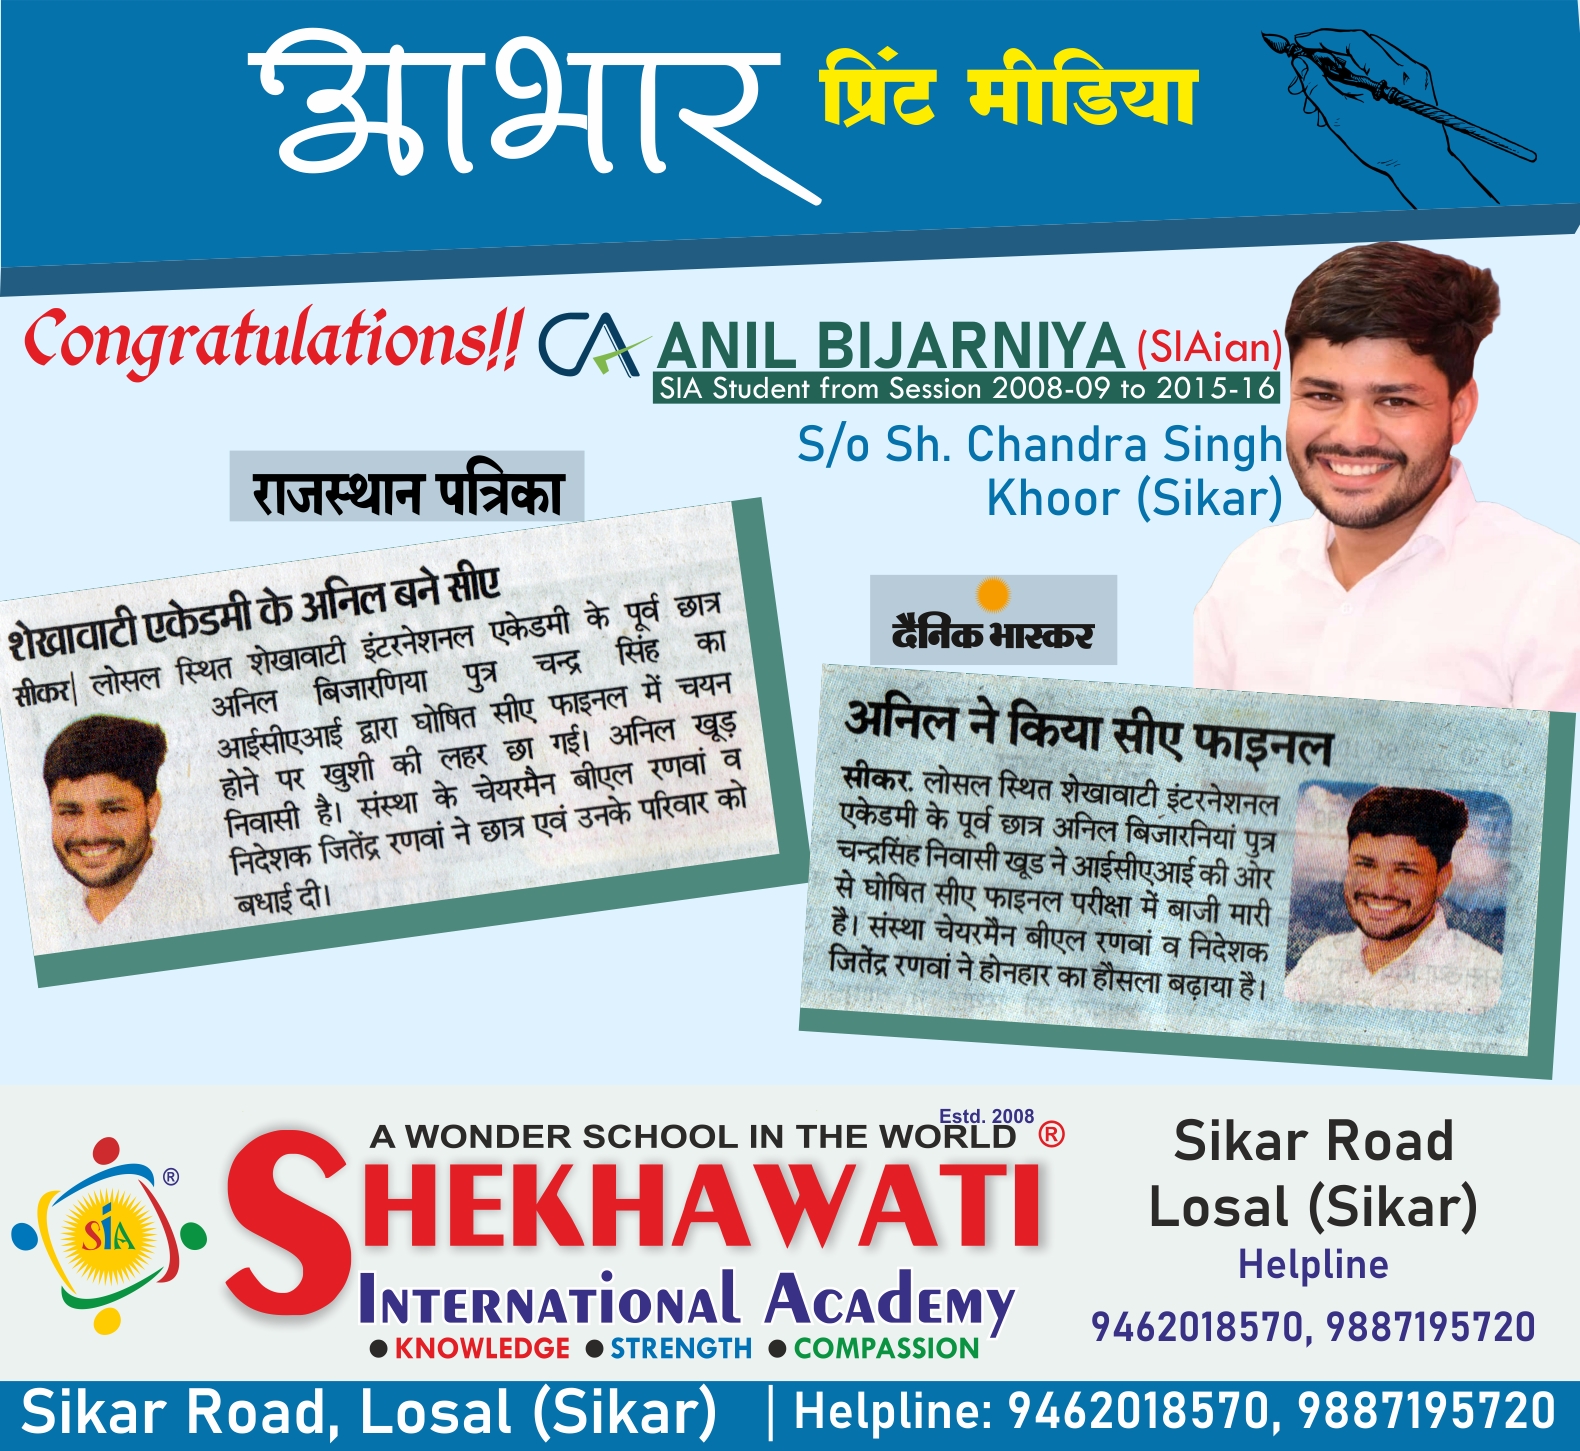 आभार प्रिंट मीडिया
Congratulations!! CA ANIL BIJARNIYA (SIAian)
SIA Student from Session 2008-09 to 2015-16
S/o Sh. Chandra Singh
Khoor (Sikar)
राजस्थान पत्रिका
शेखावाटी एकेडमी के अनिल बने सीए
सीकर| लोसल स्थित शेखावाटी इंटरनेशनल एकेडमी के पूर्व छात्र
अनिल बिजारणिया पुत्र चन्द्र सिंह का
आईसीएआई द्वारा घोषित सीए फाइनल में चयन
होने पर खुशी की लहर छा गई। अनिल खूड़
निवासी है। संस्था के चेयरमैन बीएल रणवां व
निदेशक जितेंद्र रणवां ने छात्र एवं उनके परिवार को
बधाई दी।
दैनिक भास्कर
अनिल ने किया सीए फाइनल
सीकर. लोसल स्थित शेखावाटी इंटरनेशनल
एकेडमी के पूर्व छात्र अनिल बिजारनियां पुत्र
चन्द्रसिंह निवासी खूड ने आईसीएआई की ओर
से घोषित सीए फाइनल परीक्षा में बाजी मारी
है। संस्था चेयरमैन बीएल रणवां व निदेशक
जितेंद्र रणवां ने होनहार का हौसला बढ़ाया है।
Estd. 2008
A WONDER SCHOOL IN THE WORLD ®
SHEKHAWATI
INTERNATIONAL ACADEMY
● KNOWLEDGE ● STRENGTH ● COMPASSION
SIA ®
Sikar Road
Losal (Sikar)
Helpline
9462018570, 9887195720
Sikar Road, Losal (Sikar) | Helpline: 9462018570, 9887195720